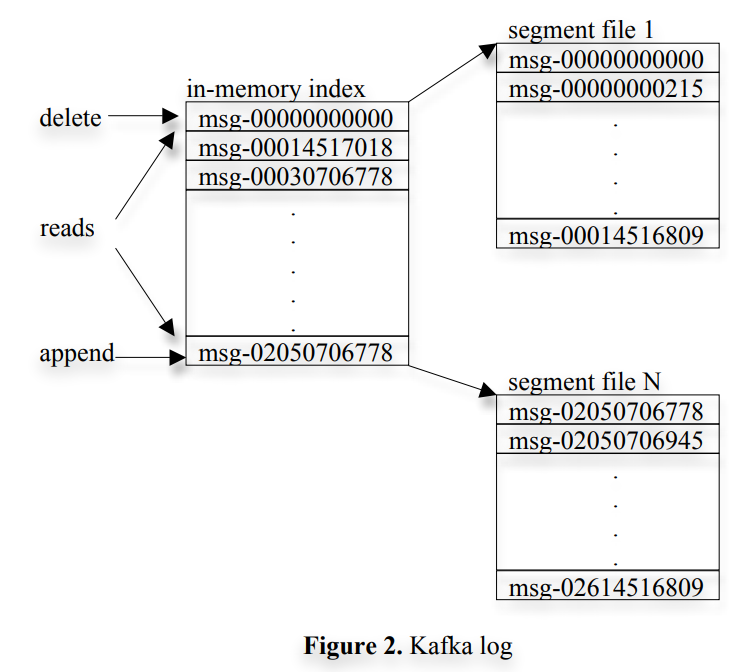 segment file 1
msg-00000000000
msg-00000000215
.
.
.
.
msg-00014516809
in-memory index
msg-00000000000
msg-00014517018
msg-00030706778
.
.
.
.
.
msg-02050706778
delete
reads
append
segment file N
msg-02050706778
msg-02050706945
.
.
.
.
msg-02614516809
Figure 2. Kafka log